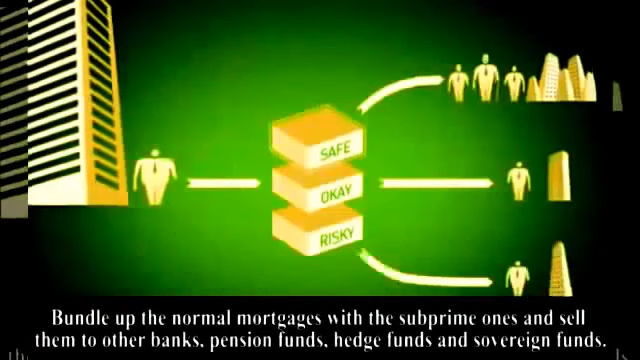 SAFE
OKAY
RISKY
Bundle up the normal mortgages with the subprime ones and sell
them to other banks, pension funds, hedge funds and sovereign funds.